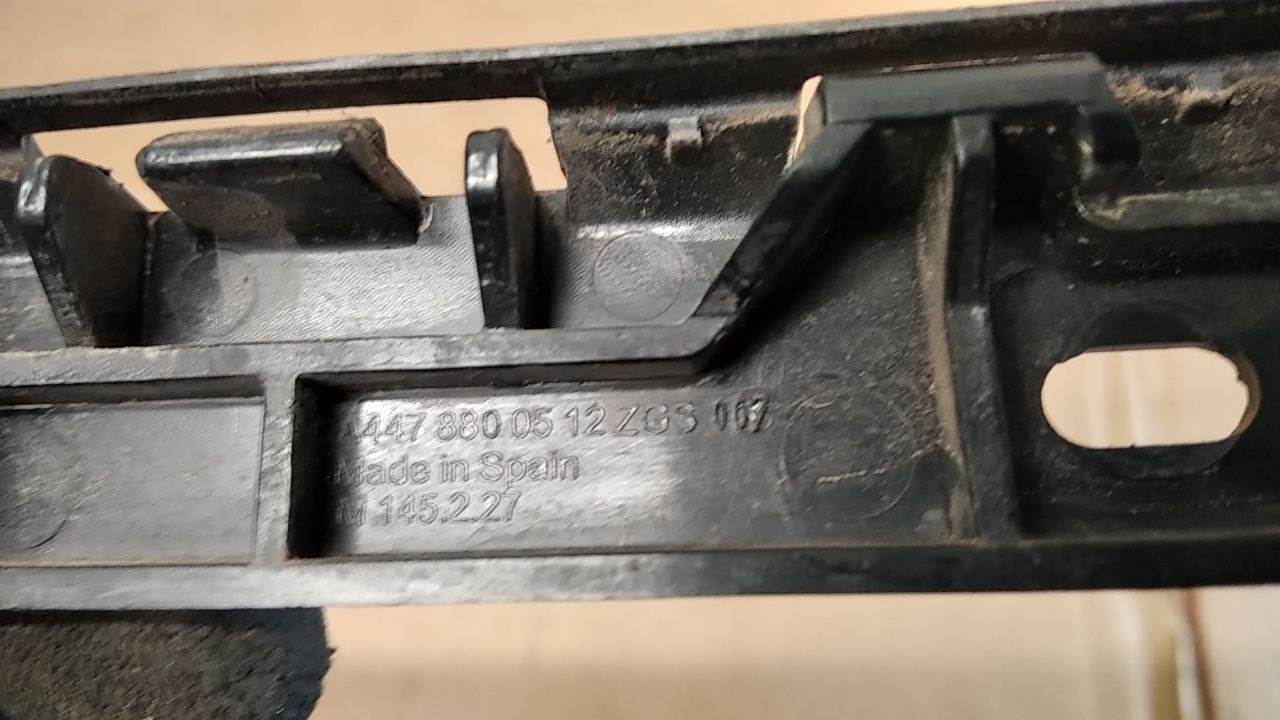 A447 880 05 12 ZGS 007
Made in Spain
M 145.2.27